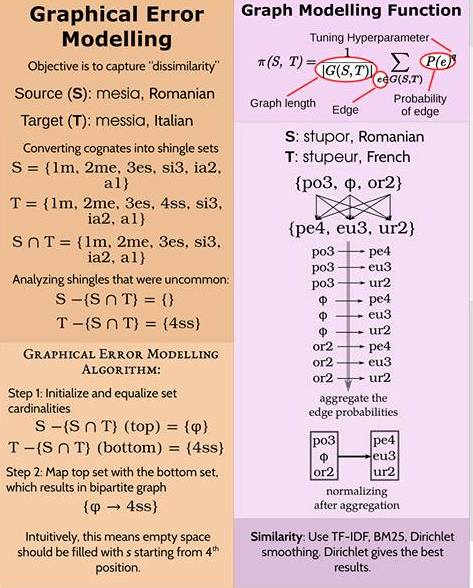 Graphical Error
Modelling
Objective is to capture "dissimilarity"
Source (S): mesia, Romanian
Target (T): messia, Italian
Converting cognates into shingle sets
S = {1m, 2me, 3es, si3, ia2,
a1}
T = {1m, 2me, 3es, 4ss, si3,
ia2, a1}
S ∩ T = {1m, 2me, 3es, si3,
ia2, a1}
Analyzing shingles that were uncommon:
S –{S ∩ T} = {}
T –{S ∩ T} = {4ss}
GRAPHICAL ERROR MODELLING
ALGORITHM:
Step 1: Initialize and equalize set
cardinalities
S –{S ∩ T} (top) = {φ}
T –{S ∩ T} (bottom) = {4ss}
Step 2: Map top set with the bottom set,
which results in bipartite graph
{φ → 4ss}
Intuitively, this means empty space
should be filled with s starting from 4th
position.
Graph Modelling Function
Tuning Hyperparameter
π(S, T) = 1 / |G(S,T)| ∑ e∈G(S,T) P(e)^q
Graph length
Edge
Probability
of edge
S: stupor, Romanian
T: stupeur, French
{po3, φ, or2}
{pe4, eu3, ur2}
po3 → pe4
po3 → eu3
po3 → ur2
φ → pe4
φ → eu3
φ → ur2
or2 → pe4
or2 → eu3
or2 → ur2
aggregate the
edge probabilities
po3 pe4
φ → eu3
or2 ur2
normalizing
after aggregation
Similarity: Use TF-IDF, BM25, Dirichlet
smoothing. Dirichlet gives the best
results.